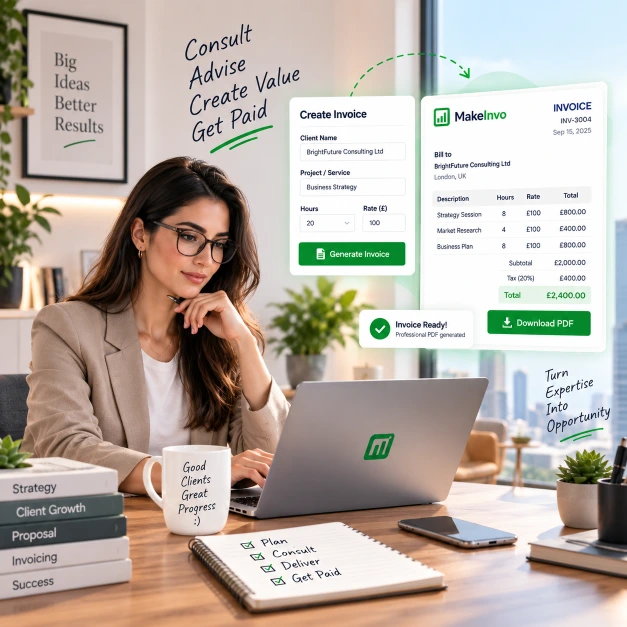 Big
Ideas
Better
Results
Consult
Advise
Create Value
Get Paid
Create Invoice
Client Name
BrightFuture Consulting Ltd
Project / Service
Business Strategy
Hours Rate (£)
20 100
Generate Invoice
MakeInvo
INVOICE
INV-3004
Sep 15, 2025
Bill to
BrightFuture Consulting Ltd
London, UK
Description Hours Rate Total
Strategy Session 8 £100 £800.00
Market Research 4 £100 £400.00
Business Plan 8 £100 £800.00
Subtotal £2,000.00
Tax (20%) £400.00
Total £2,400.00
Download PDF
Invoice Ready!
Professional PDF generated
Turn
Expertise
Into
Opportunity
Strategy
Client Growth
Proposal
Invoicing
Success
Good
Clients
Great
Progress
:)
Plan
Consult
Deliver
Get Paid